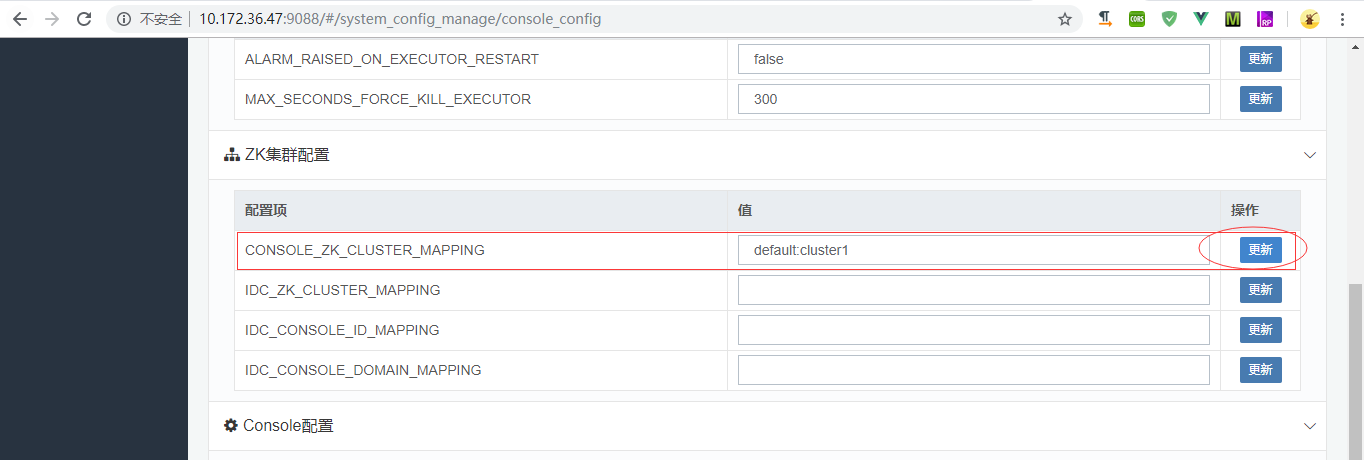 不安全 | 10.172.36.47:9088/#/system_config_manage/console_config
CORS M RP
ALARM_RAISED_ON_EXECUTOR_RESTART false 更新
MAX_SECONDS_FORCE_KILL_EXECUTOR 300 更新
ZK集群配置
配置项 值 操作
CONSOLE_ZK_CLUSTER_MAPPING default:cluster1 更新
IDC_ZK_CLUSTER_MAPPING 更新
IDC_CONSOLE_ID_MAPPING 更新
IDC_CONSOLE_DOMAIN_MAPPING 更新
Console配置